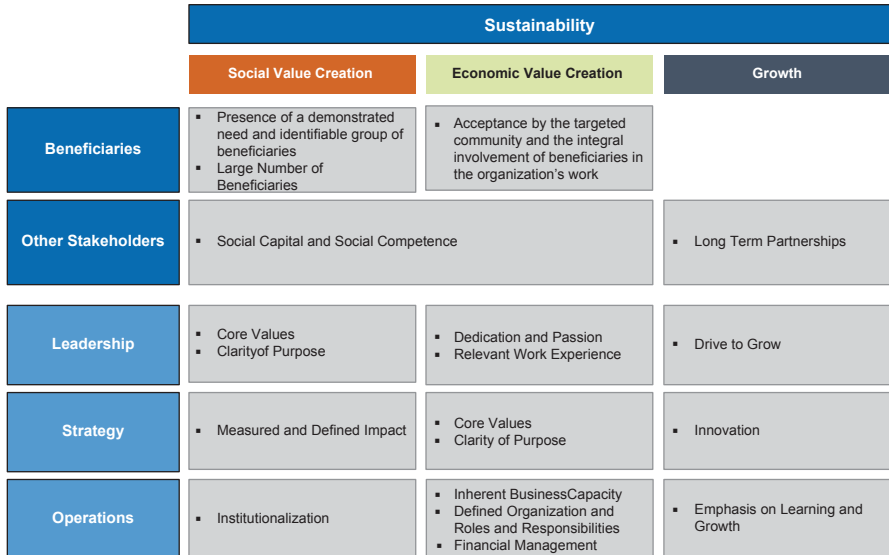 Sustainability
Social Value Creation
Economic Value Creation
Growth
Beneficiaries
▪ Presence of a demonstrated
need and identifiable group of
beneficiaries
▪ Large Number of
Beneficiaries
▪ Acceptance by the targeted
community and the integral
involvement of beneficiaries in
the organization's work
Other Stakeholders
▪ Social Capital and Social Competence
▪ Long Term Partnerships
Leadership
▪ Core Values
▪ Clarityof Purpose
▪ Dedication and Passion
▪ Relevant Work Experience
▪ Drive to Grow
Strategy
▪ Measured and Defined Impact
▪ Core Values
▪ Clarity of Purpose
▪ Innovation
Operations
▪ Institutionalization
▪ Inherent BusinessCapacity
▪ Defined Organization and
Roles and Responsibilities
▪ Financial Management
▪ Emphasis on Learning and
Growth